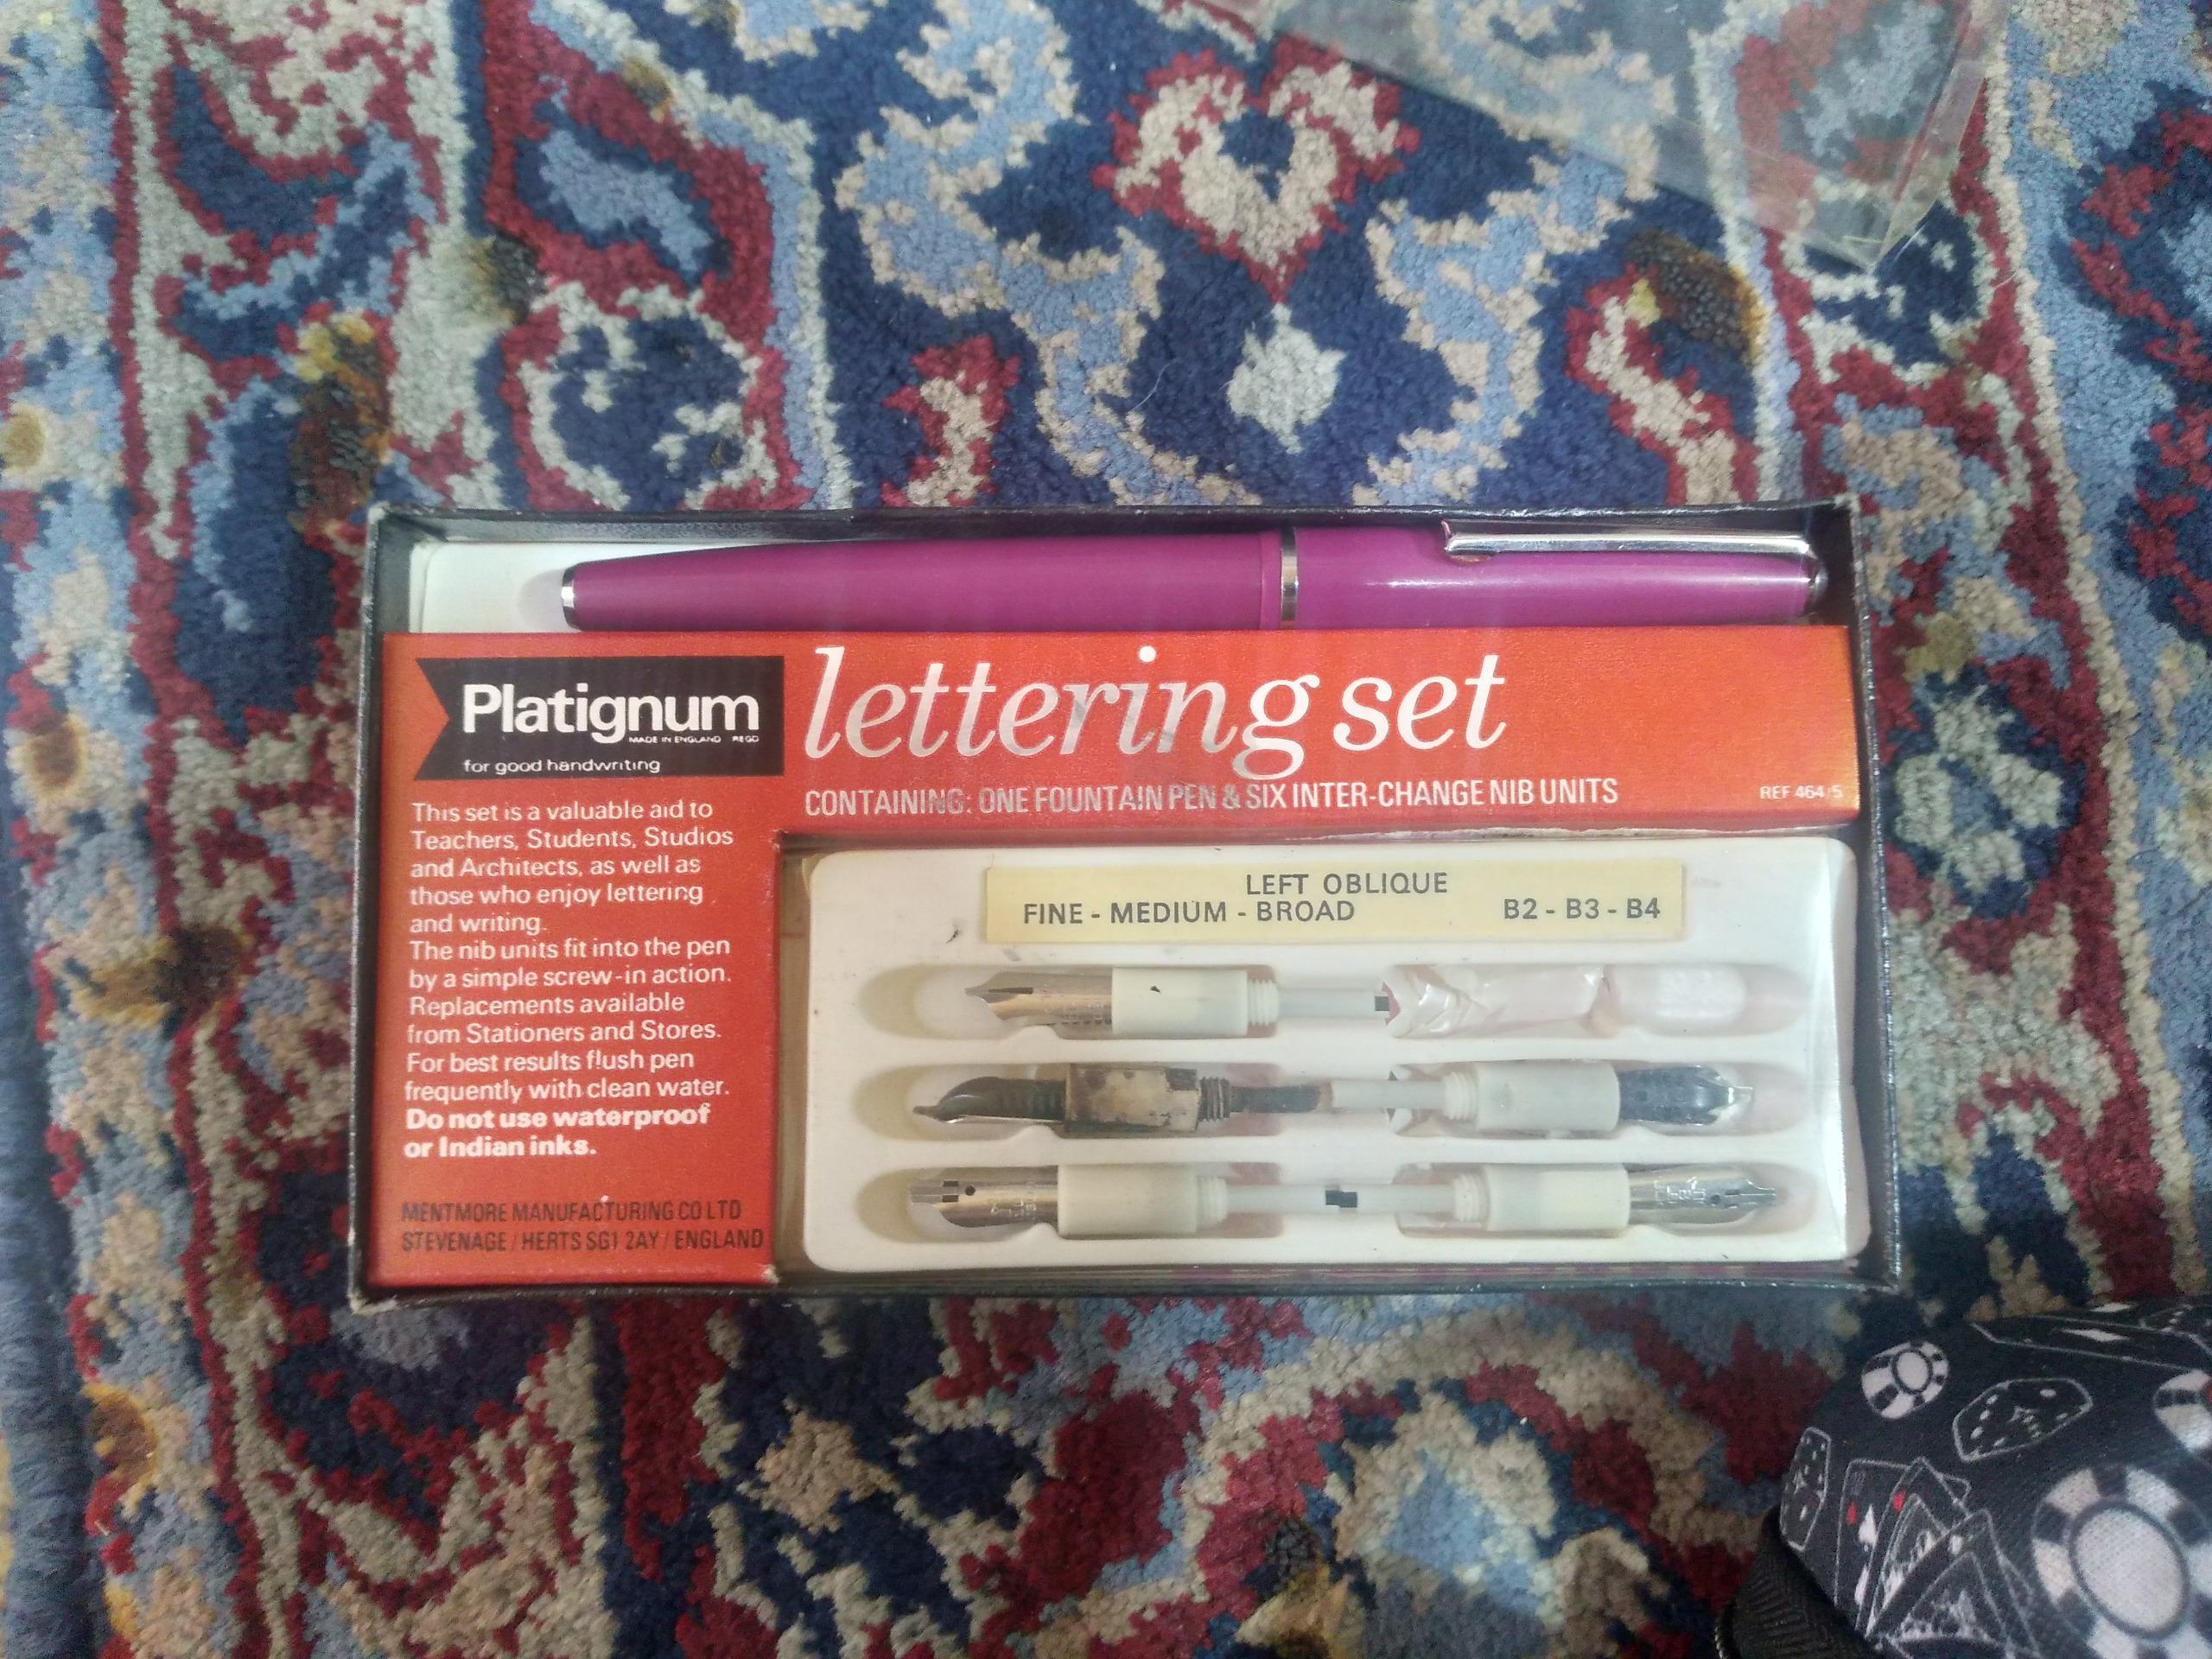 Platignum
MADE IN ENGLAND REGD
for good handwriting
lettering set
CONTAINING: ONE FOUNTAIN PEN & SIX INTER-CHANGE NIB UNITS
REF 464/5
This set is a valuable aid to
Teachers, Students, Studios
and Architects, as well as
those who enjoy lettering
and writing.
The nib units fit into the pen
by a simple screw-in action.
Replacements available
from Stationers and Stores.
For best results flush pen
frequently with clean water.
Do not use waterproof
or Indian inks.
MENTMORE MANUFACTURING CO LTD
STEVENAGE / HERTS SG1 2AY / ENGLAND
LEFT OBLIQUE
FINE - MEDIUM - BROAD B2 - B3 - B4